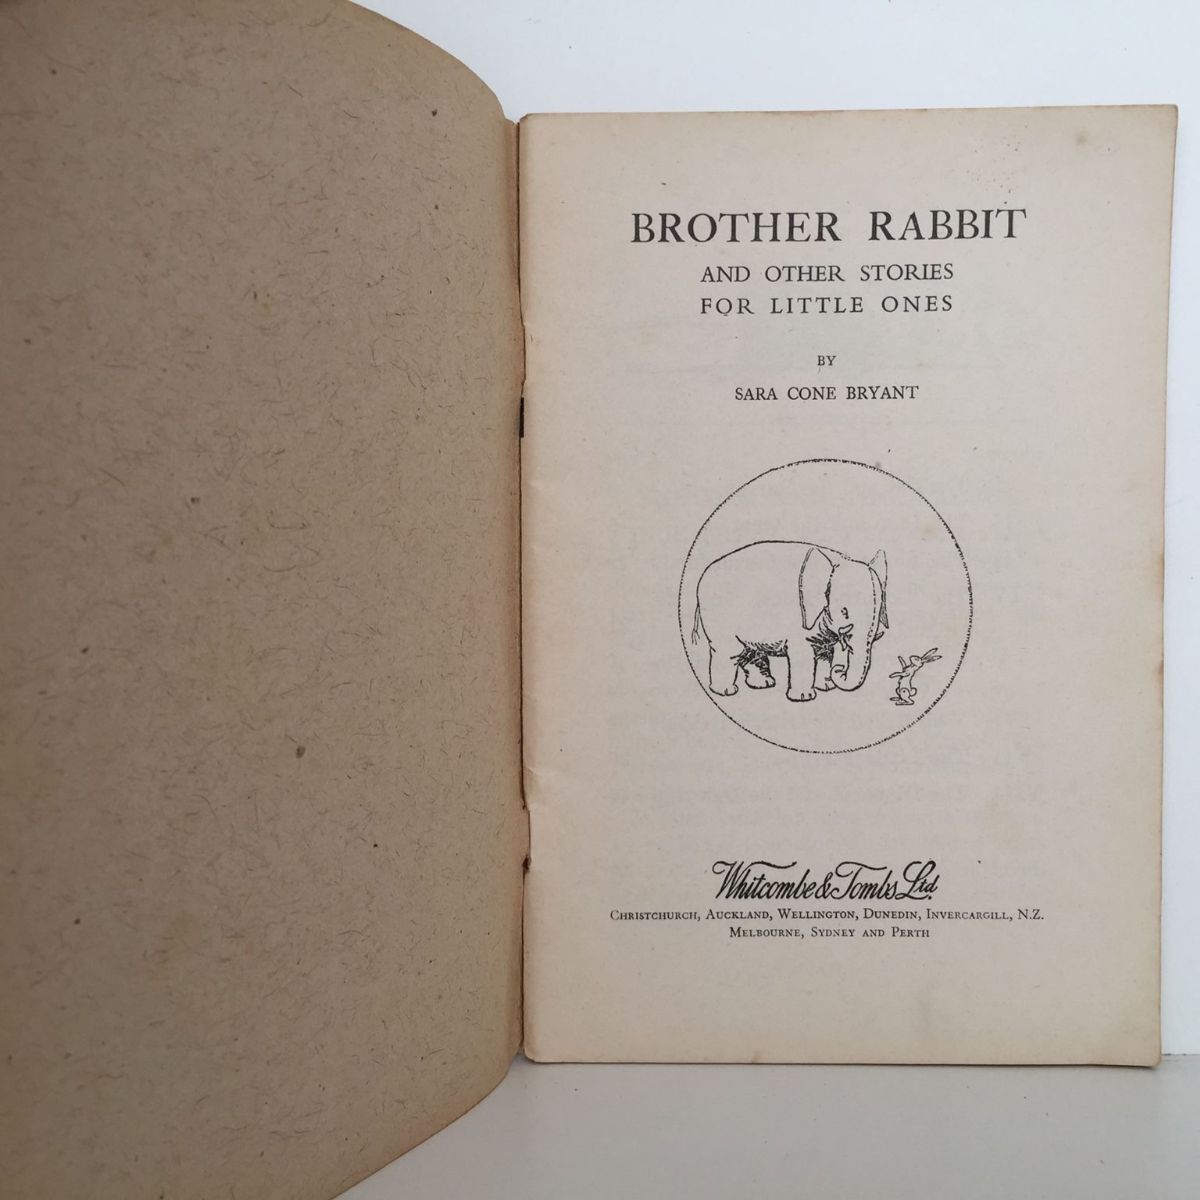 BROTHER RABBIT
AND OTHER STORIES
FOR LITTLE ONES
BY
SARA CONE BRYANT
Whitcombe & Tombs Ltd.
CHRISTCHURCH, AUCKLAND, WELLINGTON, DUNEDIN, INVERCARGILL, N.Z.
MELBOURNE, SYDNEY AND PERTH